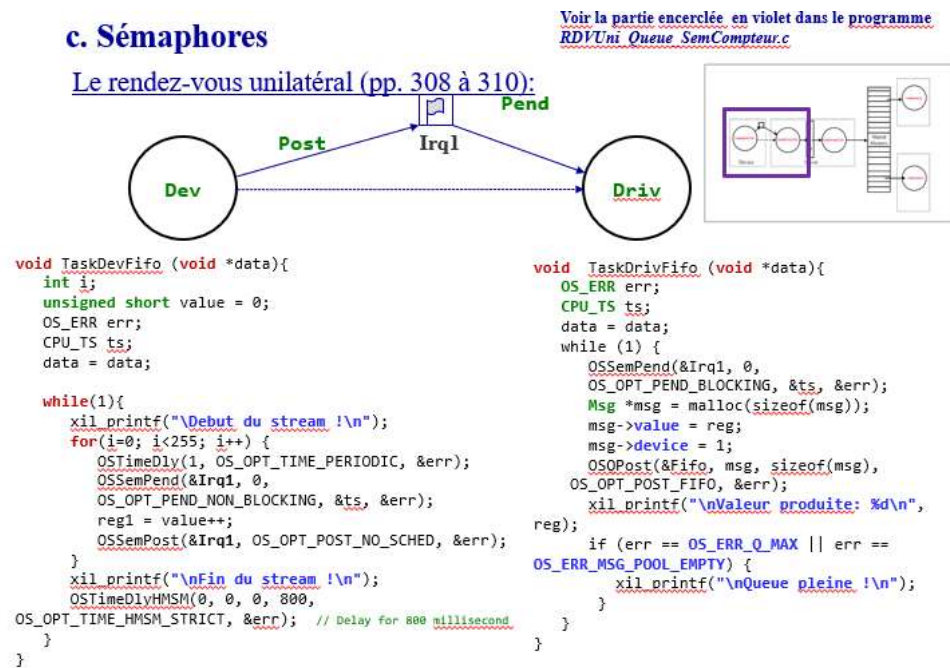 c. Sémaphores
Voir la partie encerclée en violet dans le programme
RDVUni_Queue_SemCompteur.c
Le rendez-vous unilatéral (pp. 308 à 310):
Pend
Post
Irq1
Dev
Driv
void TaskDevFifo (void *data){
int i;
unsigned short value = 0;
OS_ERR err;
CPU_TS ts;
data = data;
while(1){
xil_printf("\Debut du stream !\n");
for(i=0; i<255; i++) {
OSTimeDly(1, OS_OPT_TIME_PERIODIC, &err);
OSSemPend(&Irq1, 0,
OS_OPT_PEND_NON_BLOCKING, &ts, &err);
reg1 = value++;
OSSemPost(&Irq1, OS_OPT_POST_NO_SCHED, &err);
}
xil_printf("\nFin du stream !\n");
OSTimeDlyHMSM(0, 0, 0, 800,
OS_OPT_TIME_HMSM_STRICT, &err); // Delay for 800 millisecond
}
}
void TaskDrivFifo (void *data){
OS_ERR err;
CPU_TS ts;
data = data;
while (1) {
OSSemPend(&Irq1, 0,
OS_OPT_PEND_BLOCKING, &ts, &err);
Msg *msg = malloc(sizeof(msg));
msg->value = reg;
msg->device = 1;
OSQPost(&Fifo, msg, sizeof(msg),
OS_OPT_POST_FIFO, &err);
xil_printf("\nValeur produite: %d\n",
reg);
if (err == OS_ERR_Q_MAX || err ==
OS_ERR_MSG_POOL_EMPTY) {
xil_printf("\nQueue pleine !\n");
}
}
}